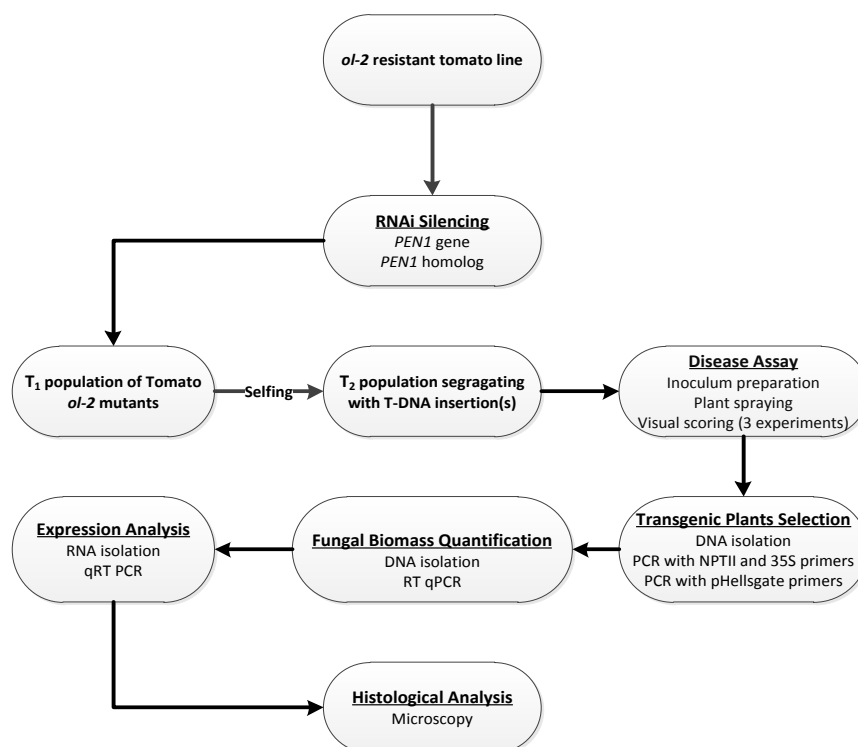 ol-2 resistant tomato line
RNAi Silencing
PEN1 gene
PEN1 homolog
T₁ population of Tomato
ol-2 mutants
Selfing
T₂ population segragating
with T-DNA insertion(s)
Disease Assay
Inoculum preparation
Plant spraying
Visual scoring (3 experiments)
Transgenic Plants Selection
DNA isolation
PCR with NPTII and 35S primers
PCR with pHellsgate primers
Fungal Biomass Quantification
DNA isolation
RT qPCR
Expression Analysis
RNA isolation
qRT PCR
Histological Analysis
Microscopy